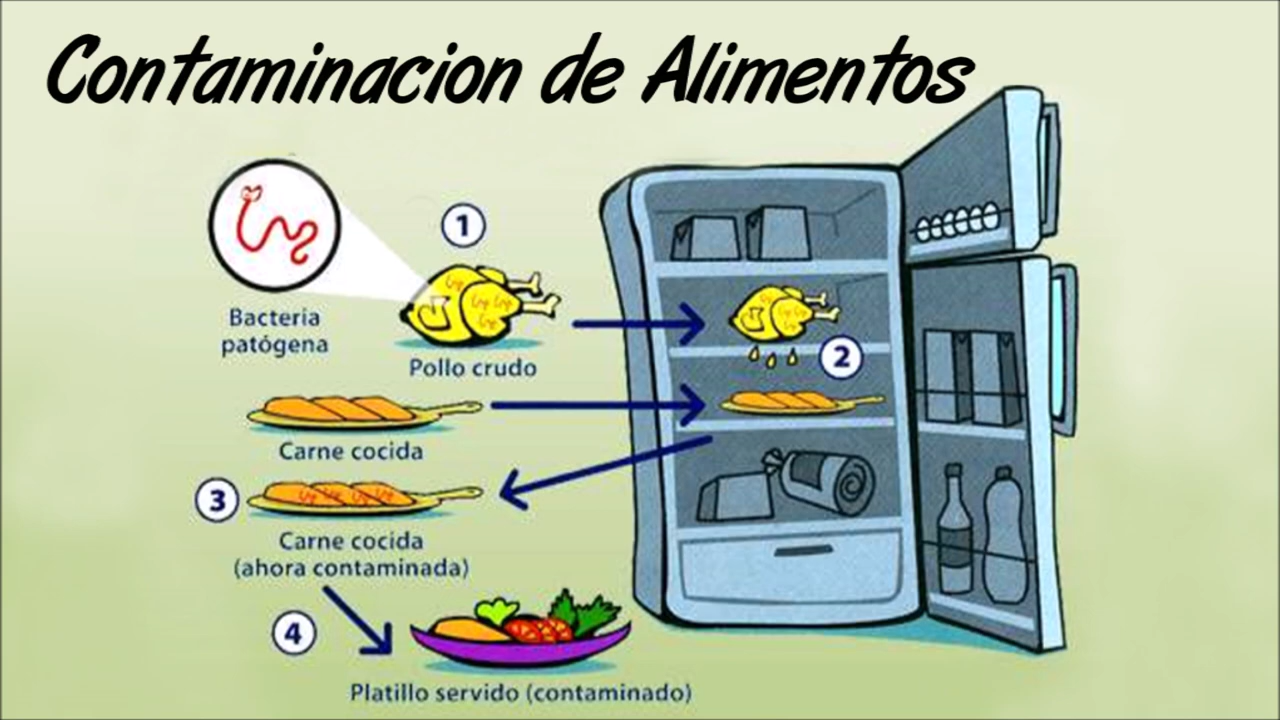 Contaminacion de Alimentos
1
Bacteria
patógena
Pollo crudo
2
Carne cocida
3
Carne cocida
(ahora contaminada)
4
Platillo servido (contaminado)